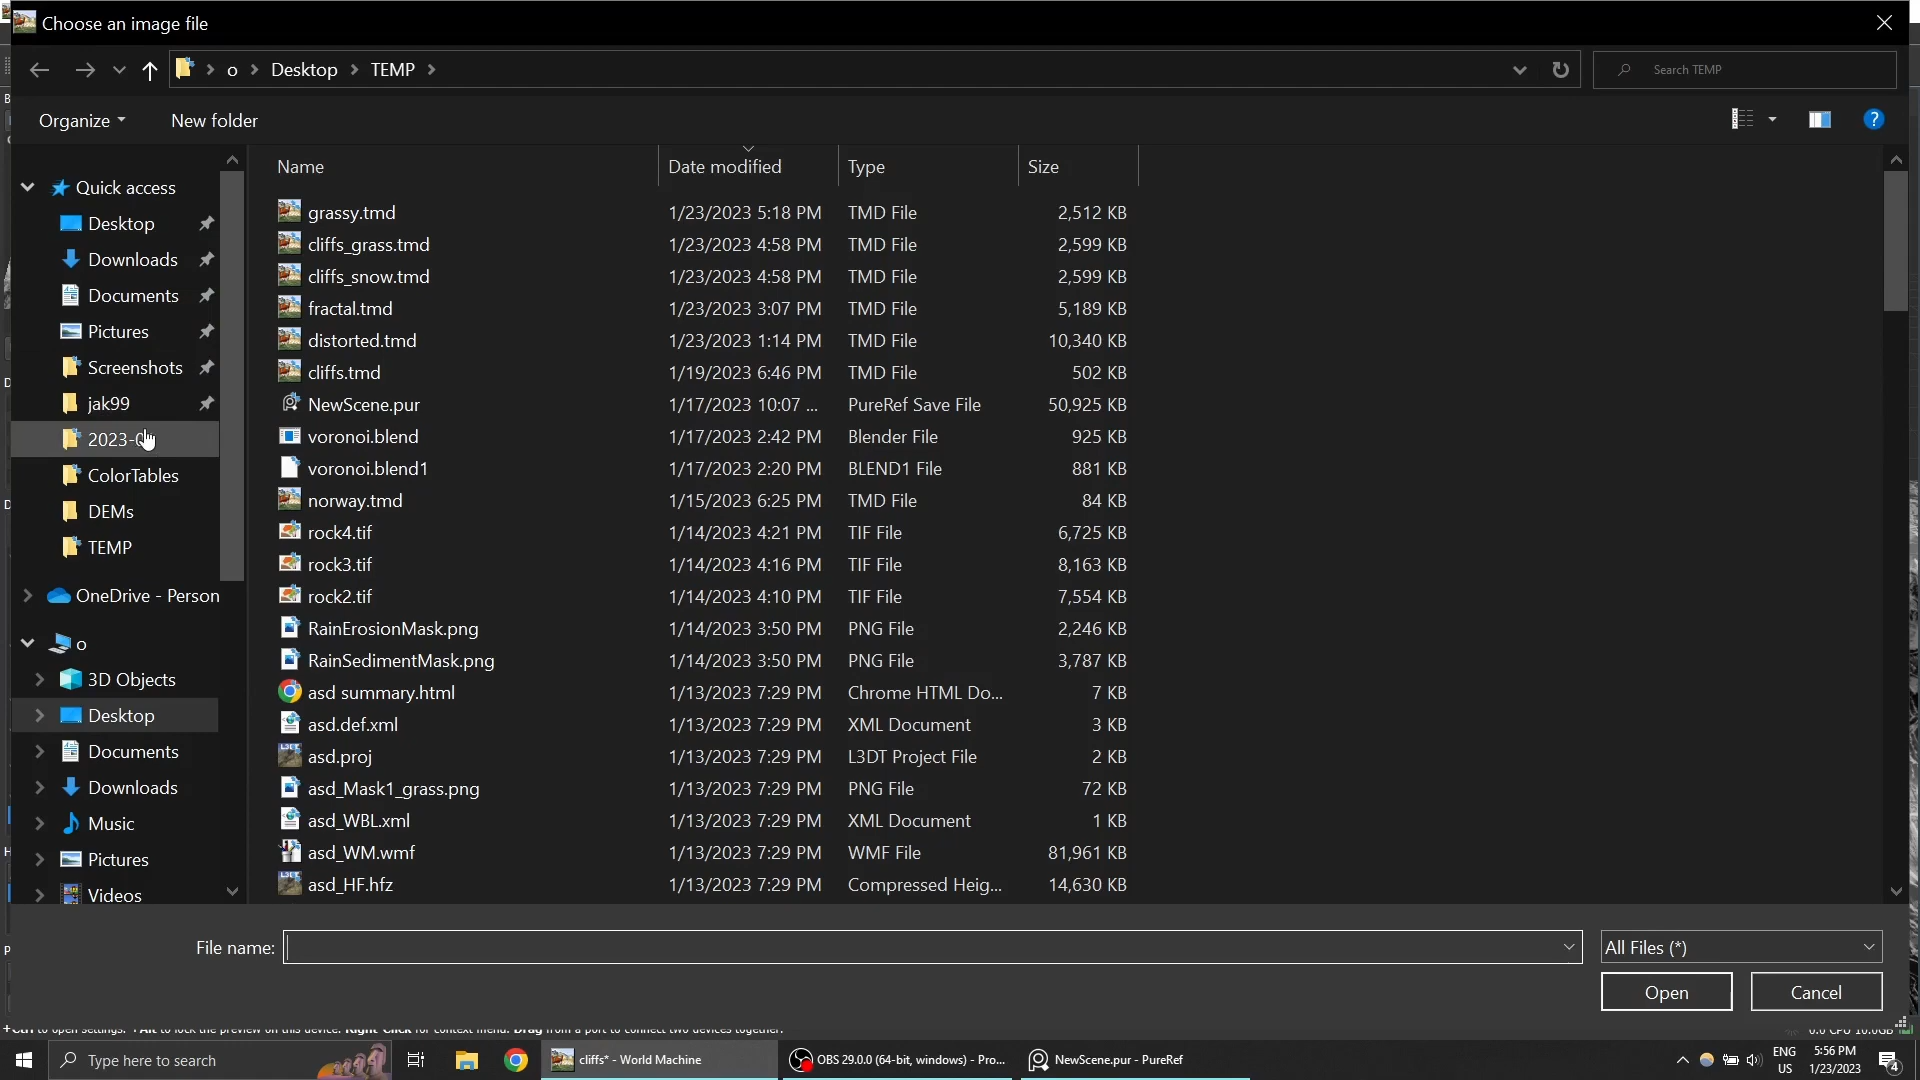 Choose an image file
o
Desktop
TEMP
Search TEMP
Organize
New folder
Name
Date modified
Type
Size
Quick access
Desktop
Downloads
Documents
Pictures
Screenshots
jak99
ColorTables
DEMs
TEMP
OneDrive - Person
o
3D Objects
Desktop
Documents
Downloads
Music
Pictures
Videos
grassy.tmd 1/23/2023 5:18 PM TMD File 2,512 KB
cliffs_grass.tmd 1/23/2023 4:58 PM TMD File 2,599 KB
cliffs_snow.tmd 1/23/2023 4:58 PM TMD File 2,599 KB
fractal.tmd 1/23/2023 3:07 PM TMD File 5,189 KB
distorted.tmd 1/23/2023 1:14 PM TMD File 10,340 KB
cliffs.tmd 1/19/2023 6:46 PM TMD File 502 KB
NewScene.pur 1/17/2023 10:07 ... PureRef Save File 50,925 KB
voronoi.blend 1/17/2023 2:42 PM Blender File 925 KB
voronoi.blend1 1/17/2023 2:20 PM BLEND1 File 881 KB
norway.tmd 1/15/2023 6:25 PM TMD File 84 KB
rock4.tif 1/14/2023 4:21 PM TIF File 6,725 KB
rock3.tif 1/14/2023 4:16 PM TIF File 8,163 KB
rock2.tif 1/14/2023 4:10 PM TIF File 7,554 KB
RainErosionMask.png 1/14/2023 3:50 PM PNG File 2,246 KB
RainSedimentMask.png 1/14/2023 3:50 PM PNG File 3,787 KB
asd summary.html 1/13/2023 7:29 PM Chrome HTML Do... 7 KB
asd.def.xml 1/13/2023 7:29 PM XML Document 3 KB
asd.proj 1/13/2023 7:29 PM L3DT Project File 2 KB
asd_Mask1_grass.png 1/13/2023 7:29 PM PNG File 72 KB
asd_WBL.xml 1/13/2023 7:29 PM XML Document 1 KB
asd_WM.wmf 1/13/2023 7:29 PM WMF File 81,961 KB
asd_HF.hfz 1/13/2023 7:29 PM Compressed Heig... 14,630 KB
File name:
All Files (*)
Open
Cancel
Type here to search
cliffs* - World Machine
OBS 29.0.0 (64-bit, windows) - Pro...
NewScene.pur - PureRef
ENG
US
5:56 PM
1/23/2023
4